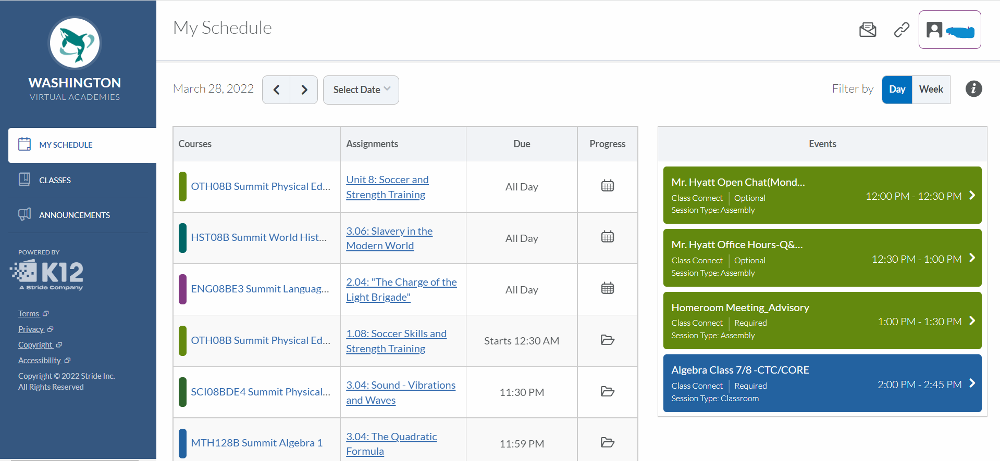 WASHINGTON
VIRTUAL ACADEMIES
MY SCHEDULE
CLASSES
ANNOUNCEMENTS
POWERED BY
K12
A Stride Company
Terms
Privacy
Copyright
Accessibility
Copyright © 2022 Stride Inc.
All Rights Reserved
My Schedule
March 28, 2022
Select Date
Filter by
Day
Week
i
Courses
Assignments
Due
Progress
OTH08B Summit Physical Ed...
Unit 8: Soccer and
Strength Training
All Day
HST08B Summit World Hist...
3.06: Slavery in the
Modern World
All Day
ENG08BE3 Summit Languag...
2.04: "The Charge of the
Light Brigade"
All Day
OTH08B Summit Physical Ed...
1.08: Soccer Skills and
Strength Training
Starts 12:30 AM
SCI08BDE4 Summit Physical...
3.04: Sound - Vibrations
and Waves
11:30 PM
MTH128B Summit Algebra 1
3.04: The Quadratic
Formula
11:59 PM
Events
Mr. Hyatt Open Chat(Mond...
Class Connect | Optional
Session Type: Assembly
12:00 PM - 12:30 PM
Mr. Hyatt Office Hours-Q&...
Class Connect | Optional
Session Type: Assembly
12:30 PM - 1:00 PM
Homeroom Meeting_Advisory
Class Connect | Required
Session Type: Assembly
1:00 PM - 1:30 PM
Algebra Class 7/8 -CTC/CORE
Class Connect | Required
Session Type: Classroom
2:00 PM - 2:45 PM